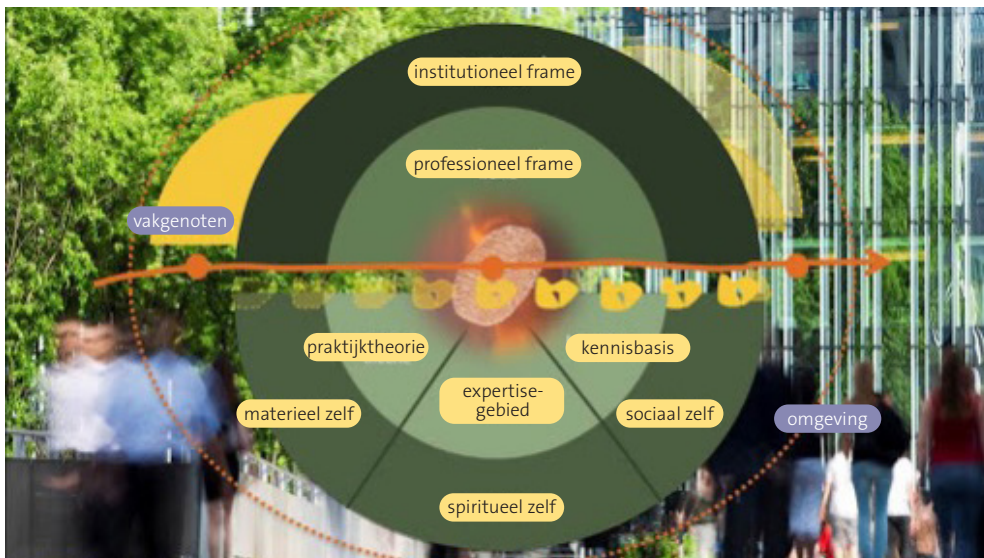 institutioneel frame
professioneel frame
vakgenoten
praktijktheorie
kennisbasis
expertise-
gebied
materieel zelf
sociaal zelf
omgeving
spiritueel zelf